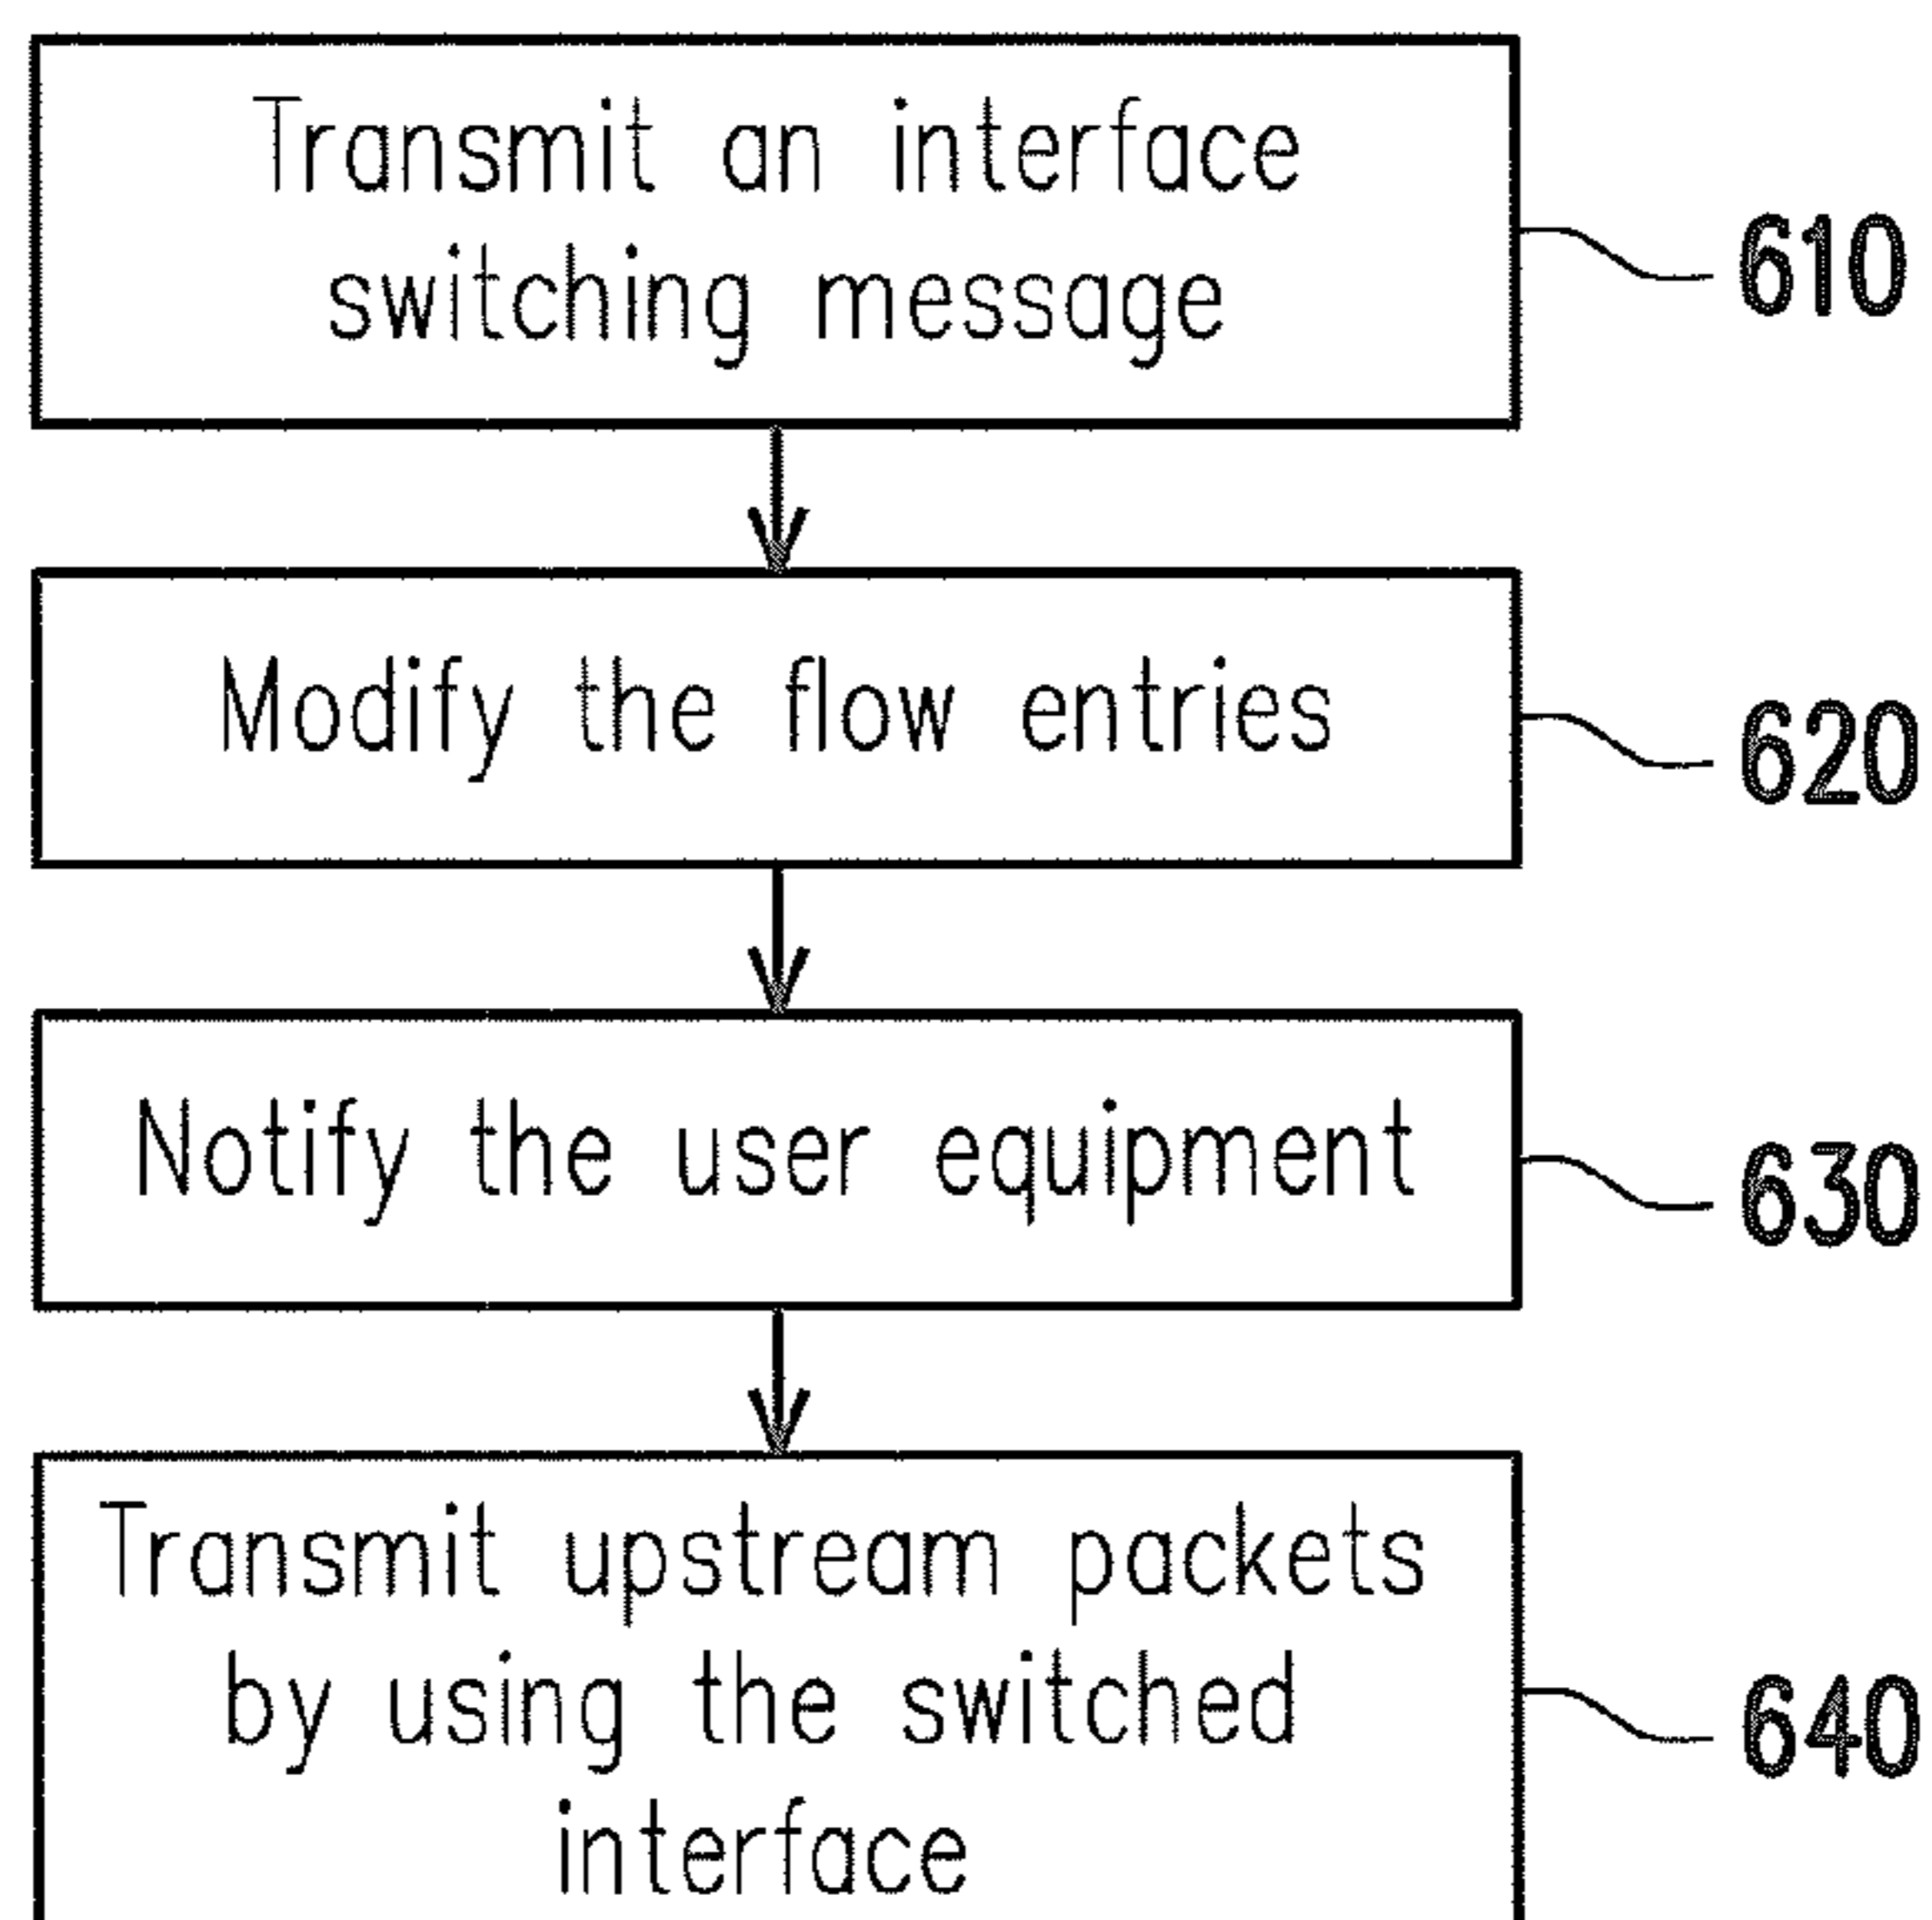 Transmit an interface
switching message
610
Modify the flow entries
620
Notify the user equipment
630
Transmit upstream packets
by using the switched
interface
640